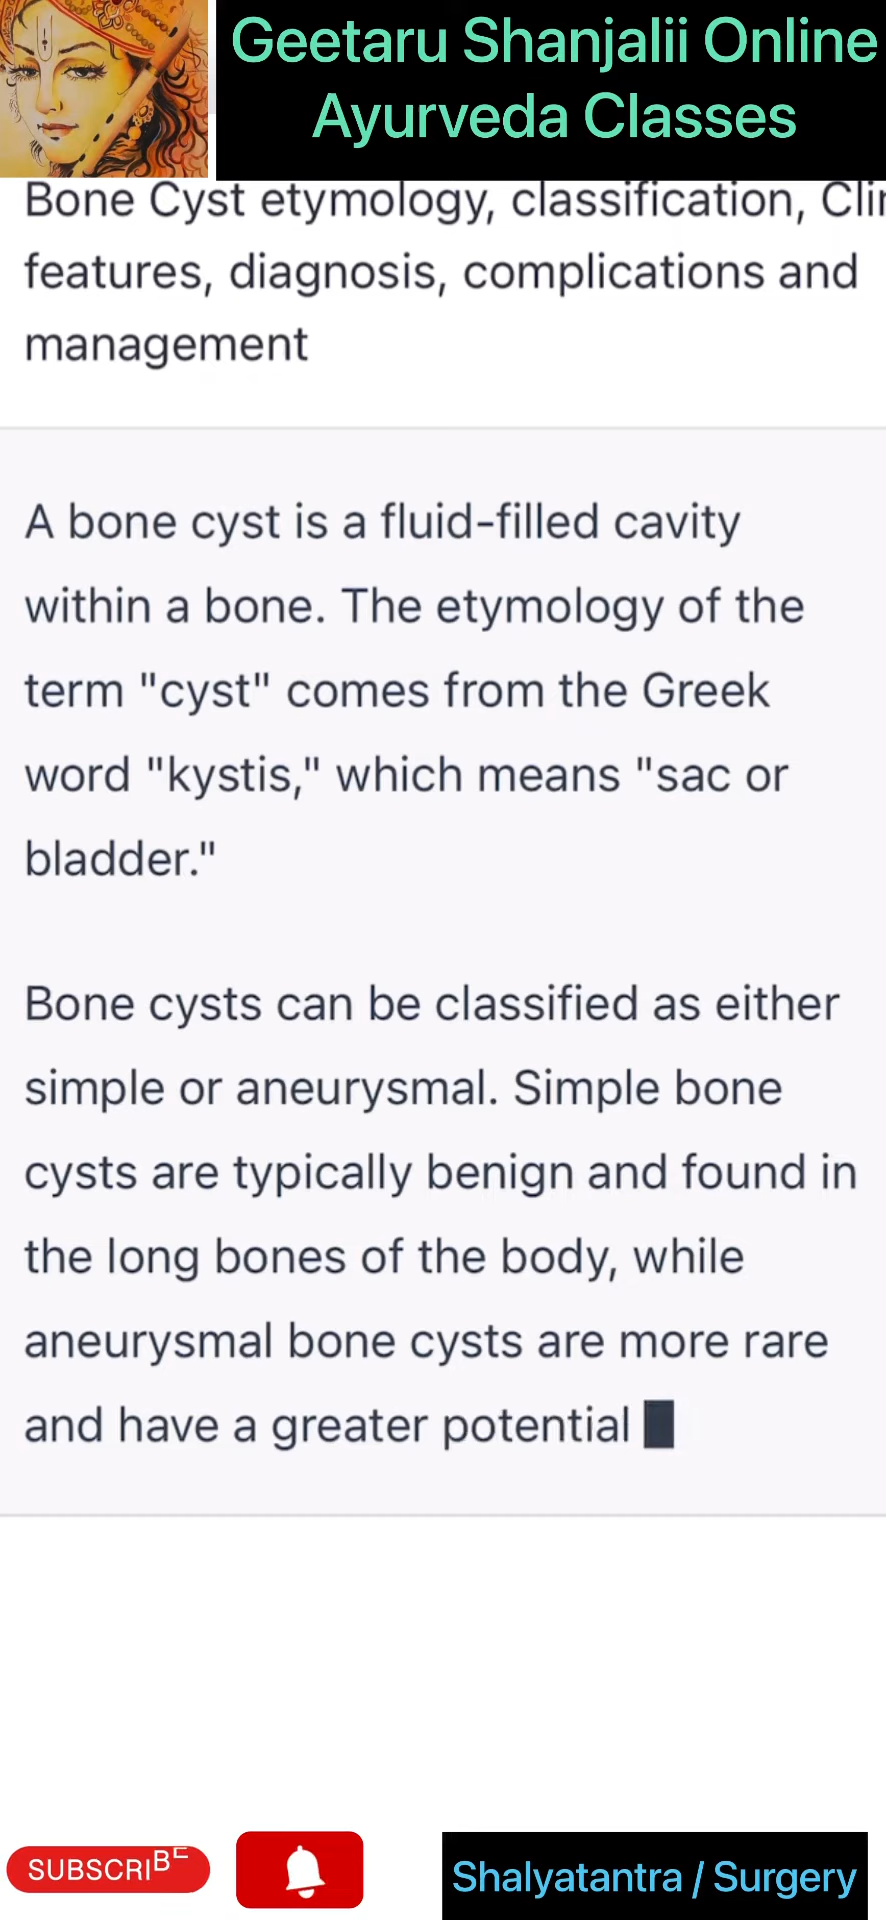 Geetaru Shanjalii Online
Ayurveda Classes
Bone Cyst etymology, classification,
features, diagnosis, complications and
management
A bone cyst is a fluid-filled cavity
within a bone. The etymology of the
term "cyst" comes from the Greek
word "kystis," which means "sac or
bladder."
Bone cysts can be classified as either
simple or aneurysmal. Simple bone
cysts are typically benign and found in
the long bones of the body, while
aneurysmal bone cysts are more rare
and have a greater potential
SUBSCRIBE
Shalyatantra / Surgery